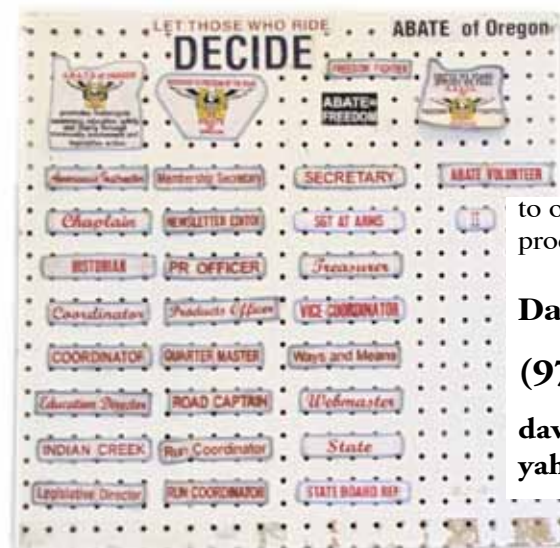 LET THOSE WHO RIDE
DECIDE
ABATE of Oregon
FREEDOM FIGHTER
ABATE=
FREEDOM
Awareness Instructor
Membership Secretary
SECRETARY
ABATE VOLUNTEER
Chaplain
NEWSLETTER EDITOR
SGT AT ARMS
HISTORIAN
PR OFFICER
Treasurer
Coordinator
Products Officer
VICE COORDINATOR
COORDINATOR
QUARTER MASTER
Ways and Means
Education Director
ROAD CAPTAIN
Webmaster
INDIAN CREEK
Run Coordinator
State
Legislative Director
RUN COORDINATOR
STATE BOARD REP.
to
Da
(97
dav
yah